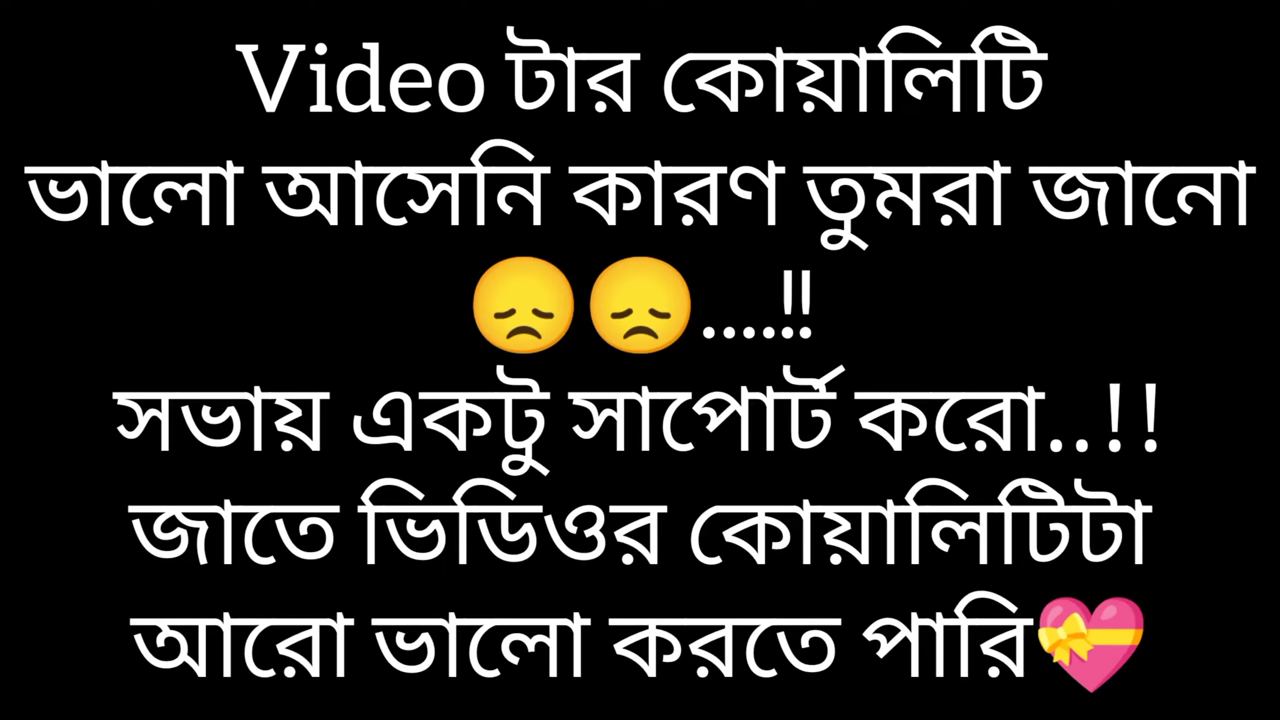 Video টার কোয়ালিটি
ভালো আসেনি কারণ তুমরা জানো
😞😞....!!
সভায় একটু সাপোর্ট করো..!!
জাতে ভিডিওর কোয়ালিটিটা
আরো ভালো করতে পারি💝